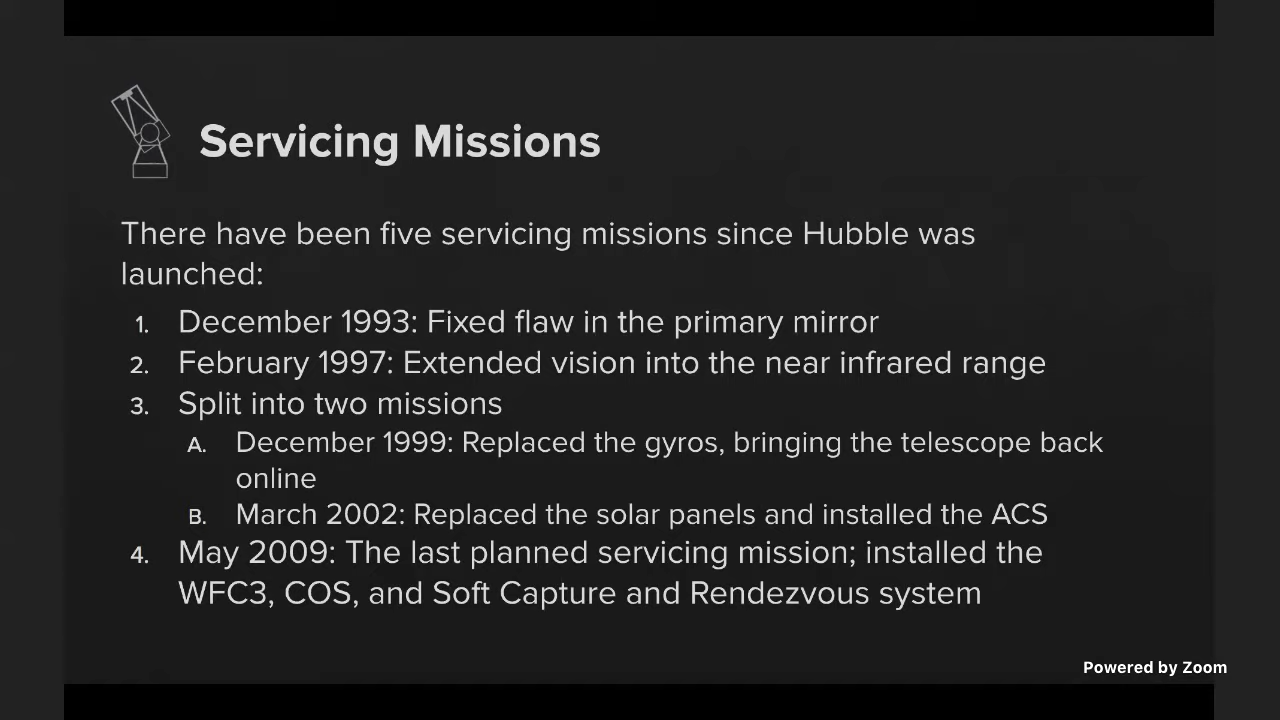 Servicing Missions
There have been five servicing missions since Hubble was
launched:
1. December 1993: Fixed flaw in the primary mirror
2. February 1997: Extended vision into the near infrared range
3. Split into two missions
A. December 1999: Replaced the gyros, bringing the telescope back
online
B. March 2002: Replaced the solar panels and installed the ACS
4. May 2009: The last planned servicing mission; installed the
WFC3, COS, and Soft Capture and Rendezvous system
Powered by Zoom